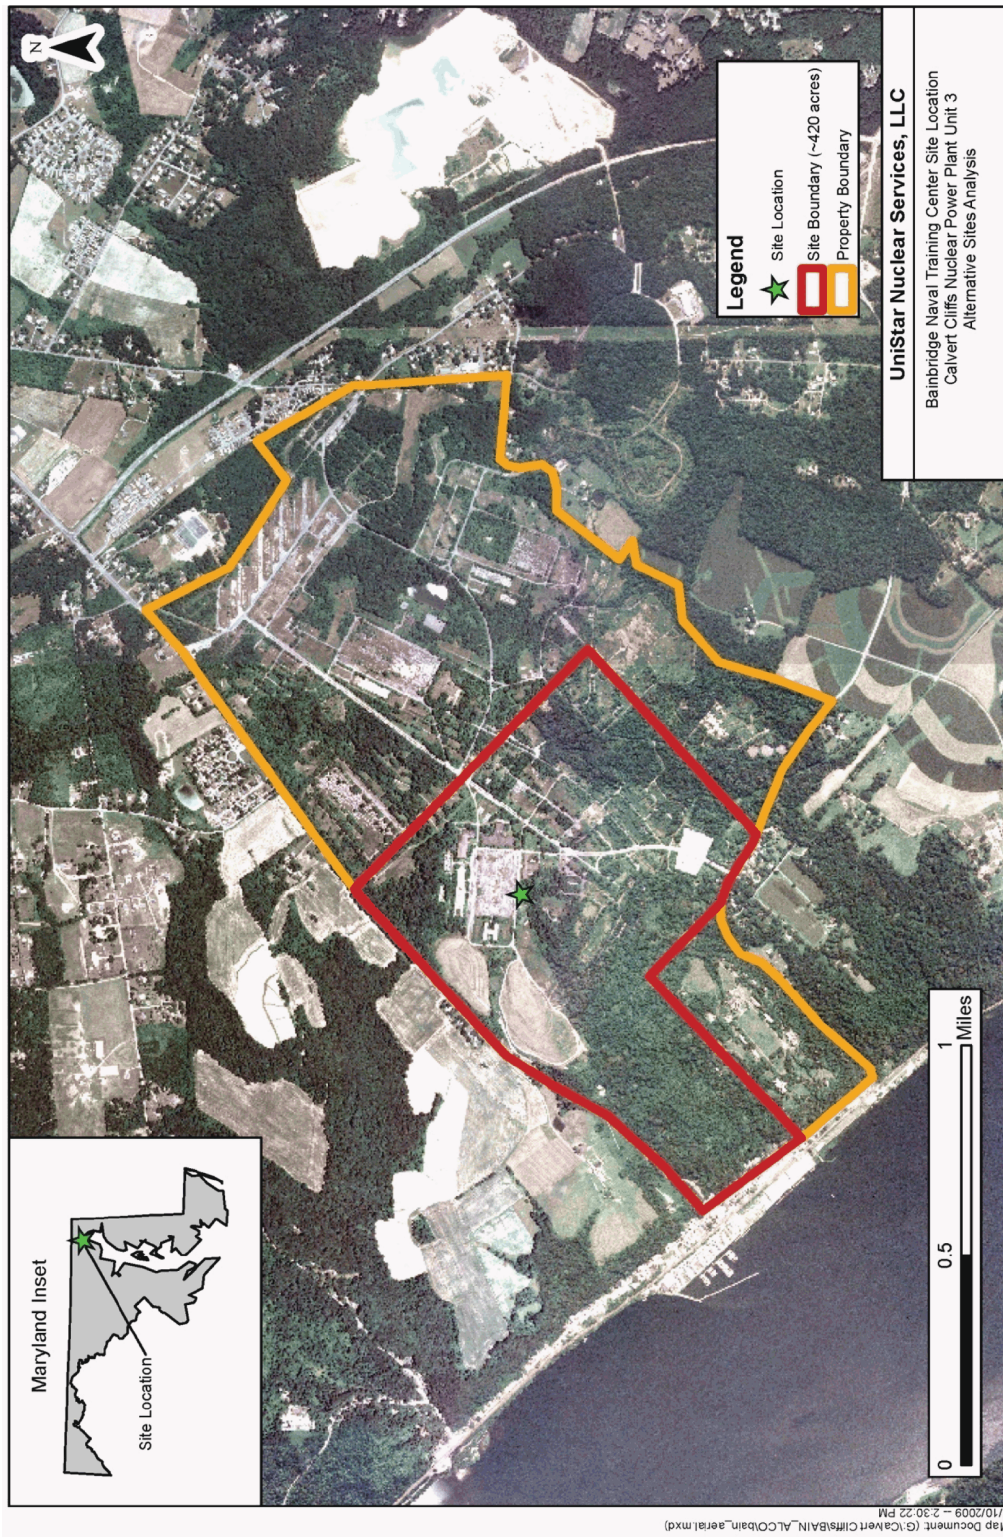 Maryland Inset
Site Location
N
Legend
Site Location
Site Boundary (~420 acres)
Property Boundary
UniStar Nuclear Services, LLC
Bainbridge Naval Training Center Site Location
Calvert Cliffs Nuclear Power Plant Unit 3
Alternative Sites Analysis
0 0.5 1
Miles
ap Document: (G:\Calvert Cliffs\BAIN_ALCO\bain_aerial.mxd)
/10/2009 -- 2:30:22 PM